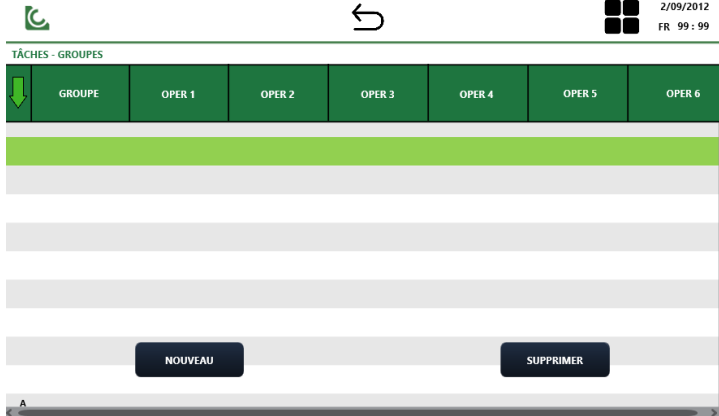 2/09/2012
FR 99 : 99
TÂCHES - GROUPES
GROUPE OPER 1 OPER 2 OPER 3 OPER 4 OPER 5 OPER 6
NOUVEAU SUPPRIMER
A